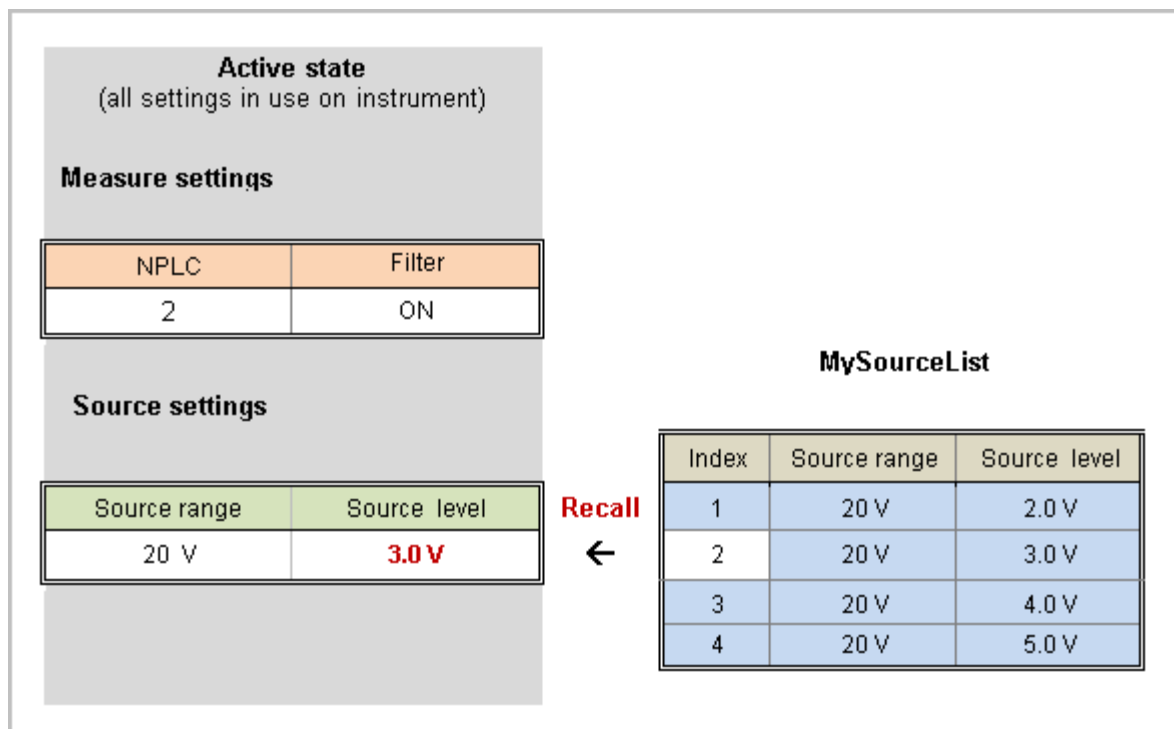 Active state
(all settings in use on instrument)
Measure settings
NPLC Filter
2 ON
Source settings
Source range Source level
20 V 3.0 V
Recall
←
MySourceList
Index Source range Source level
1 20 V 2.0 V
2 20 V 3.0 V
3 20 V 4.0 V
4 20 V 5.0 V